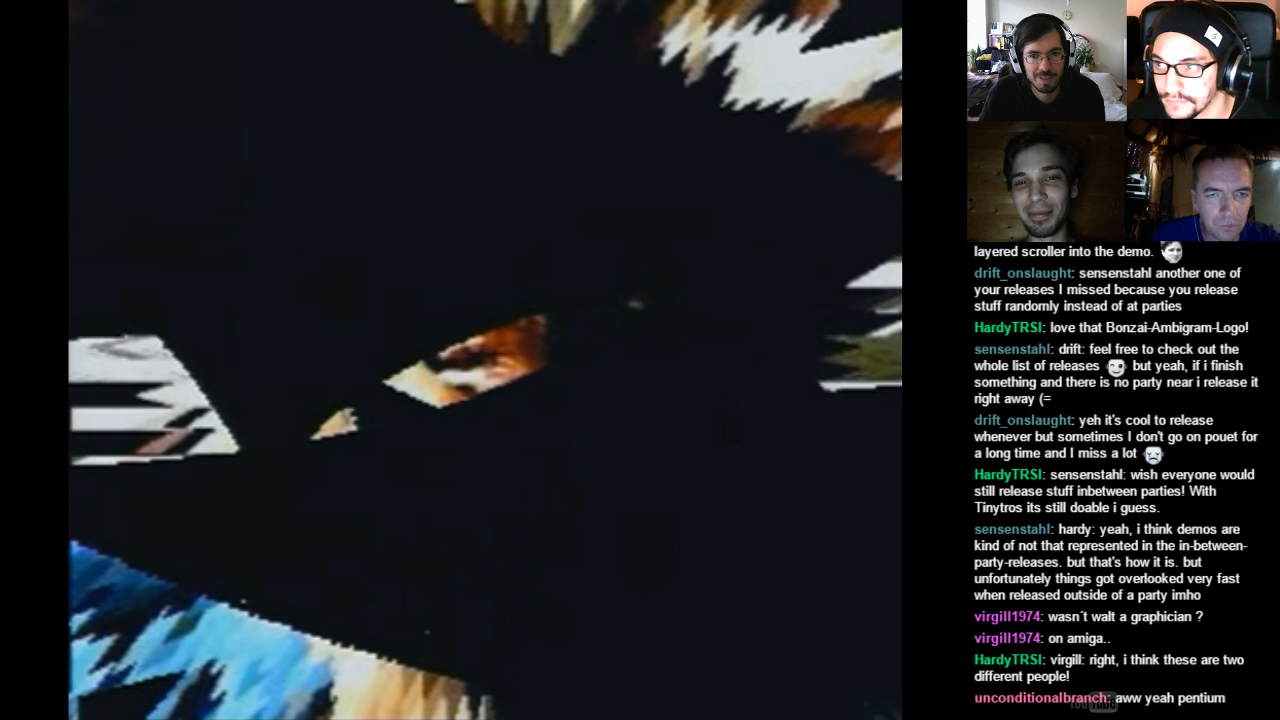 layered scroller into the demo.
drift_onslaught: sensenstahl another one of
your releases I missed because you release
stuff randomly instead of at parties
HardyTRSI: love that Bonzai-Ambigram-Logo!
sensenstahl: drift: feel free to check out the
whole list of releases but yeah, if i finish
something and there is no party near i release it
right away (=
drift_onslaught: yeh it's cool to release
whenever but sometimes I don't go on pouet for
a long time and I miss a lot
HardyTRSI: sensenstahl: wish everyone would
still release stuff inbetween parties! With
Tinytros its still doable i guess.
sensenstahl: hardy: yeah, i think demos are
kind of not that represented in the in-between-
party-releases. but that's how it is. but
unfortunately things got overlooked very fast
when released outside of a party imho
virgill1974: wasn´t walt a graphician ?
virgill1974: on amiga..
HardyTRSI: virgill: right, i think these are two
different people!
unconditionalbranch: aww yeah pentium
YouTube